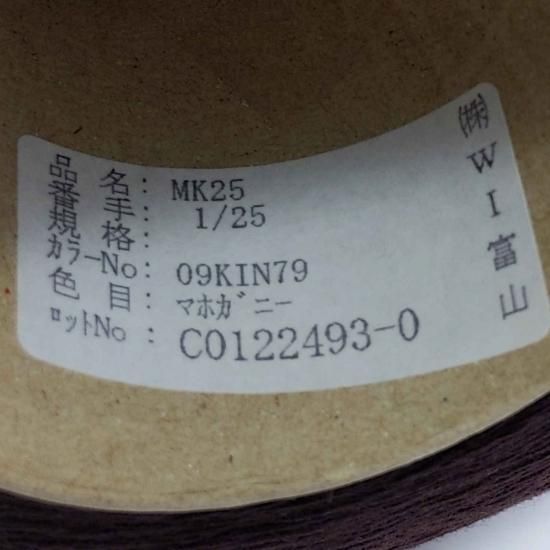 品 名: MK25
番 手: 1/25
規 格:
ｶﾗｰNo: 09KIN79
色 目: ﾏﾎｶﾞﾆｰ
ﾛｯﾄNo : C0122493-0
㈱WI富山